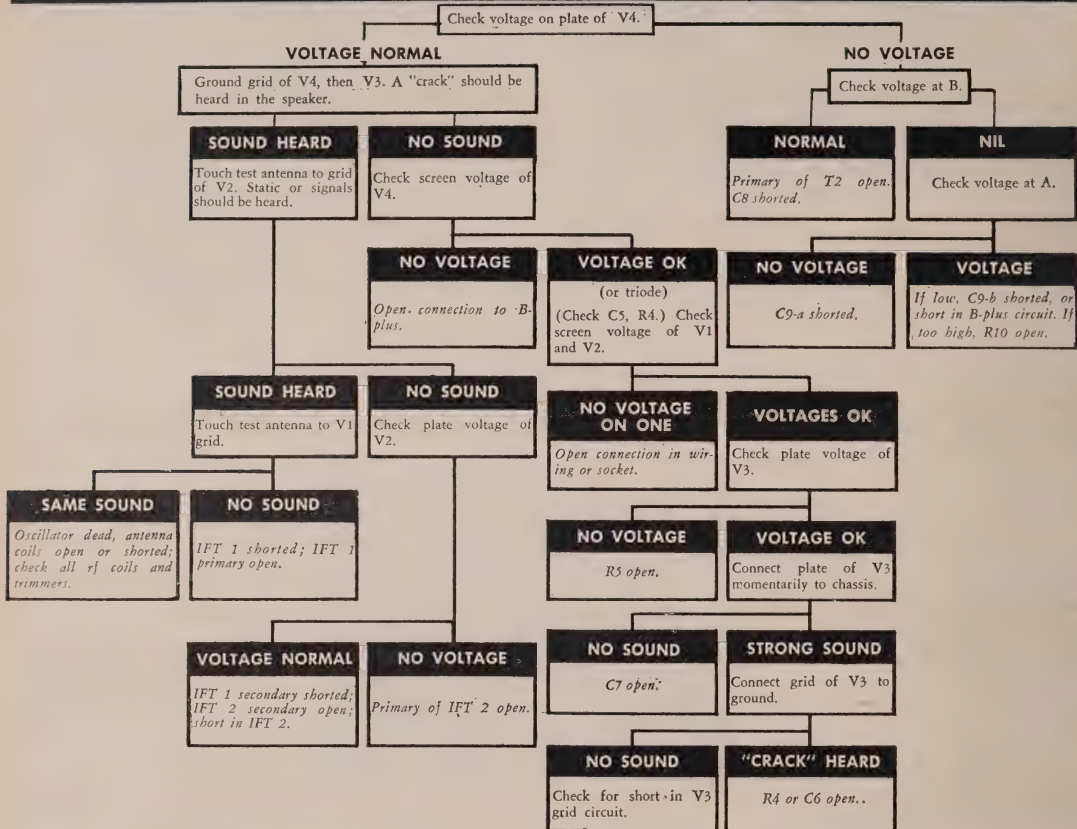 Check voltage on plate of V4.
VOLTAGE NORMAL
Ground grid of V4, then V3. A "crack" should be
heard in the speaker.
NO VOLTAGE
Check voltage at B.
SOUND HEARD
Touch test antenna to grid
of V2. Static or signals
should be heard.
NO SOUND
Check screen voltage of
V4.
NORMAL
Primary of T2 open.
C8 shorted.
NIL
Check voltage at A.
NO VOLTAGE
Open connection to B-
plus.
VOLTAGE OK
(or triode)
(Check C5, R4.) Check
screen voltage of V1
and V2.
NO VOLTAGE
C9-a shorted.
VOLTAGE
If low, C9-b shorted, or
short in B-plus circuit. If
too high, R10 open.
SOUND HEARD
Touch test antenna to V1
grid.
NO SOUND
Check plate voltage of
V2.
NO VOLTAGE
ON ONE
Open connection in wir-
ing or socket.
VOLTAGES OK
Check plate voltage of
V3.
SAME SOUND
Oscillator dead, antenna
coils open or shorted;
check all rf coils and
trimmers.
NO SOUND
IFT 1 shorted; IFT 1
primary open.
NO VOLTAGE
R5 open.
VOLTAGE OK
Connect plate of V3
momentarily to chassis.
VOLTAGE NORMAL
IFT 1 secondary shorted;
IFT 2 secondary open;
short in IFT 2.
NO VOLTAGE
Primary of IFT 2 open.
NO SOUND
C7 open.
STRONG SOUND
Connect grid of V3 to
ground.
NO SOUND
Check for short in V3
grid circuit.
"CRACK" HEARD
R4 or C6 open..